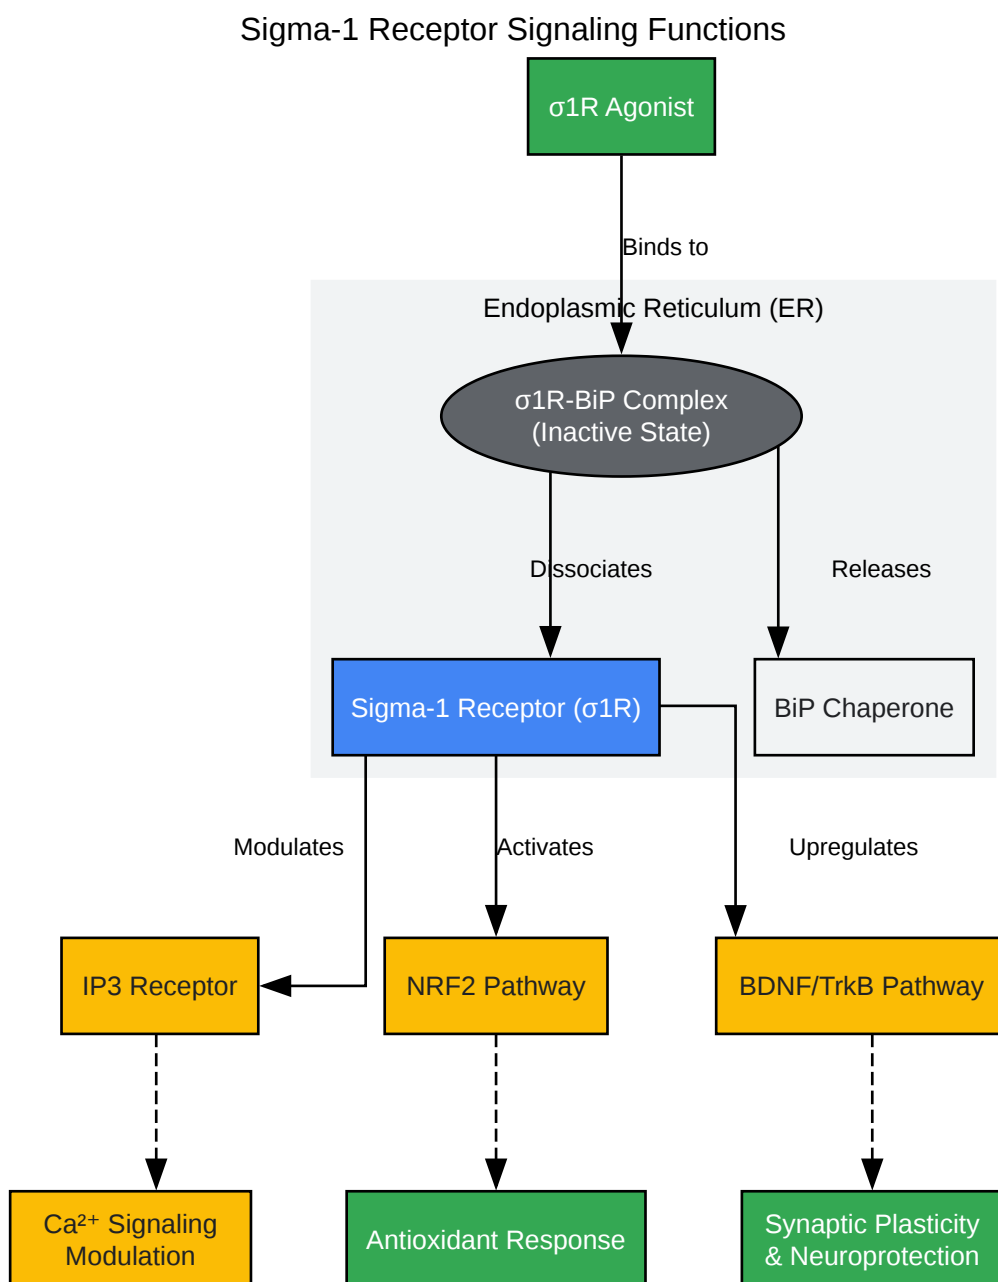 Sigma-1 Receptor Signaling Functions
σ1R Agonist
Binds to
Endoplasmic Reticulum (ER)
σ1R-BiP Complex
(Inactive State)
Dissociates
Releases
Sigma-1 Receptor (σ1R)
BiP Chaperone
Modulates
Activates
Upregulates
IP3 Receptor
NRF2 Pathway
BDNF/TrkB Pathway
Ca²⁺ Signaling
Modulation
Antioxidant Response
Synaptic Plasticity
& Neuroprotection